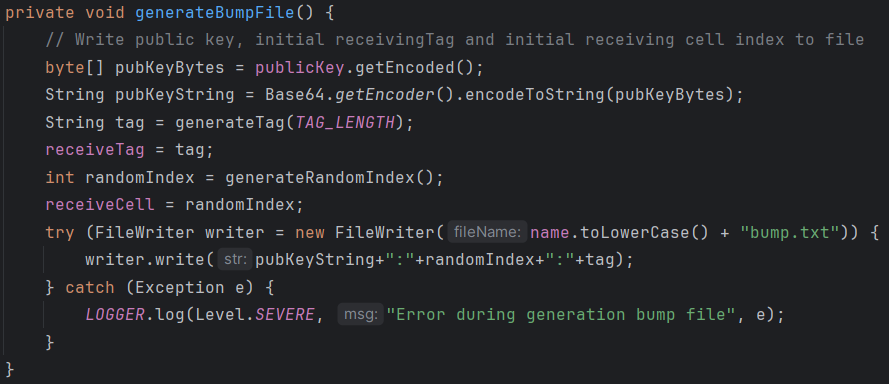 private void generateBumpFile() {
    // Write public key, initial receivingTag and initial receiving cell index to file
    byte[] pubKeyBytes = publicKey.getEncoded();
    String pubKeyString = Base64.getEncoder().encodeToString(pubKeyBytes);
    String tag = generateTag(TAG_LENGTH);
    receiveTag = tag;
    int randomIndex = generateRandomIndex();
    receiveCell = randomIndex;
    try (FileWriter writer = new FileWriter( fileName: name.toLowerCase() + "bump.txt")) {
        writer.write( str: pubKeyString+":"+randomIndex+":"+tag);
    } catch (Exception e) {
        LOGGER.log(Level.SEVERE, msg: "Error during generation bump file", e);
    }
}